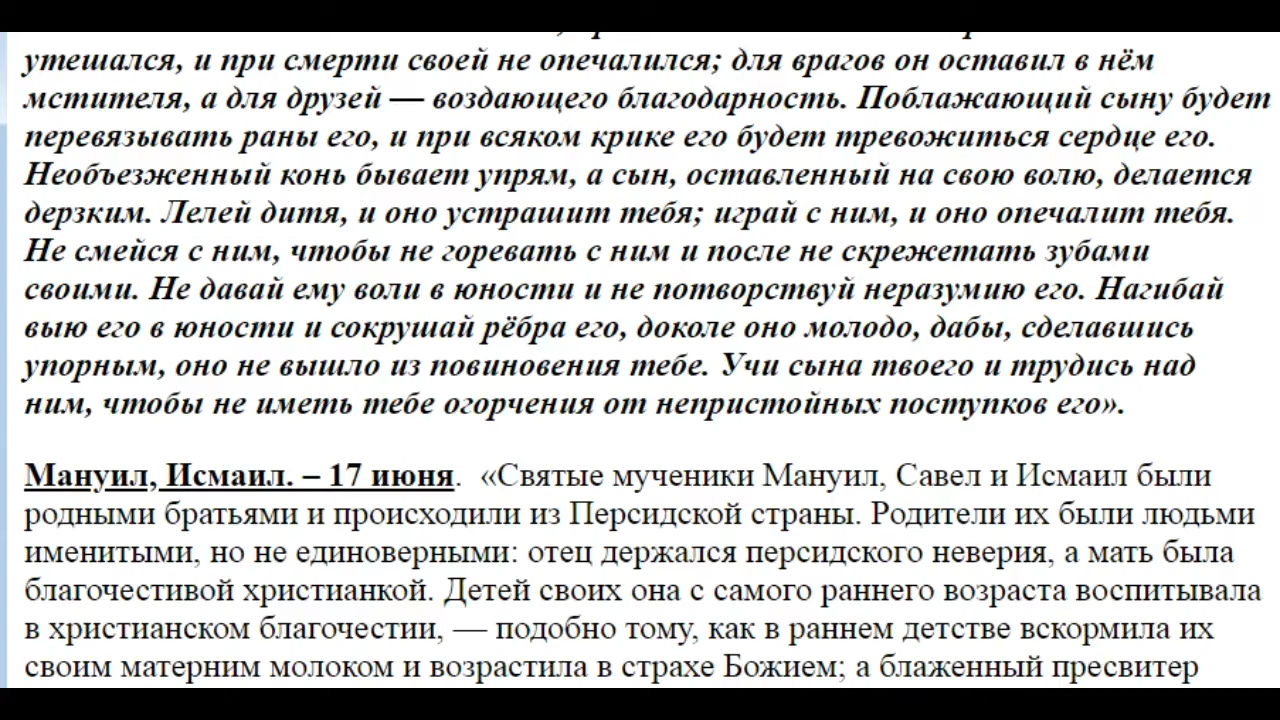 утешался, и при смерти своей не опечалился; для врагов он оставил в нём
мстителя, а для друзей — воздающего благодарность. Поблажающий сыну будет
перевязывать раны его, и при всяком крике его будет тревожиться сердце его.
Необъезженный конь бывает упрям, а сын, оставленный на свою волю, делается
дерзким. Лелей дитя, и оно устрашит тебя; играй с ним, и оно опечалит тебя.
Не смейся с ним, чтобы не горевать с ним и после не скрежетать зубами
своими. Не давай ему воли в юности и не потворствуй неразумию его. Нагибай
выю его в юности и сокрушай рёбра его, доколе оно молодо, дабы, сделавшись
упорным, оно не вышло из повиновения тебе. Учи сына твоего и трудись над
ним, чтобы не иметь тебе огорчения от непристойных поступков его».
Мануил, Исмаил. – 17 июня. «Святые мученики Мануил, Савел и Исмаил были
родными братьями и происходили из Персидской страны. Родители их были людьми
именитыми, но не единоверными: отец держался персидского неверия, а мать была
благочестивой христианкой. Детей своих она с самого раннего возраста воспитывала
в христианском благочестии, — подобно тому, как в раннем детстве вскормила их
своим матерним молоком и возрастила в страхе Божием; а блаженный пресвитер